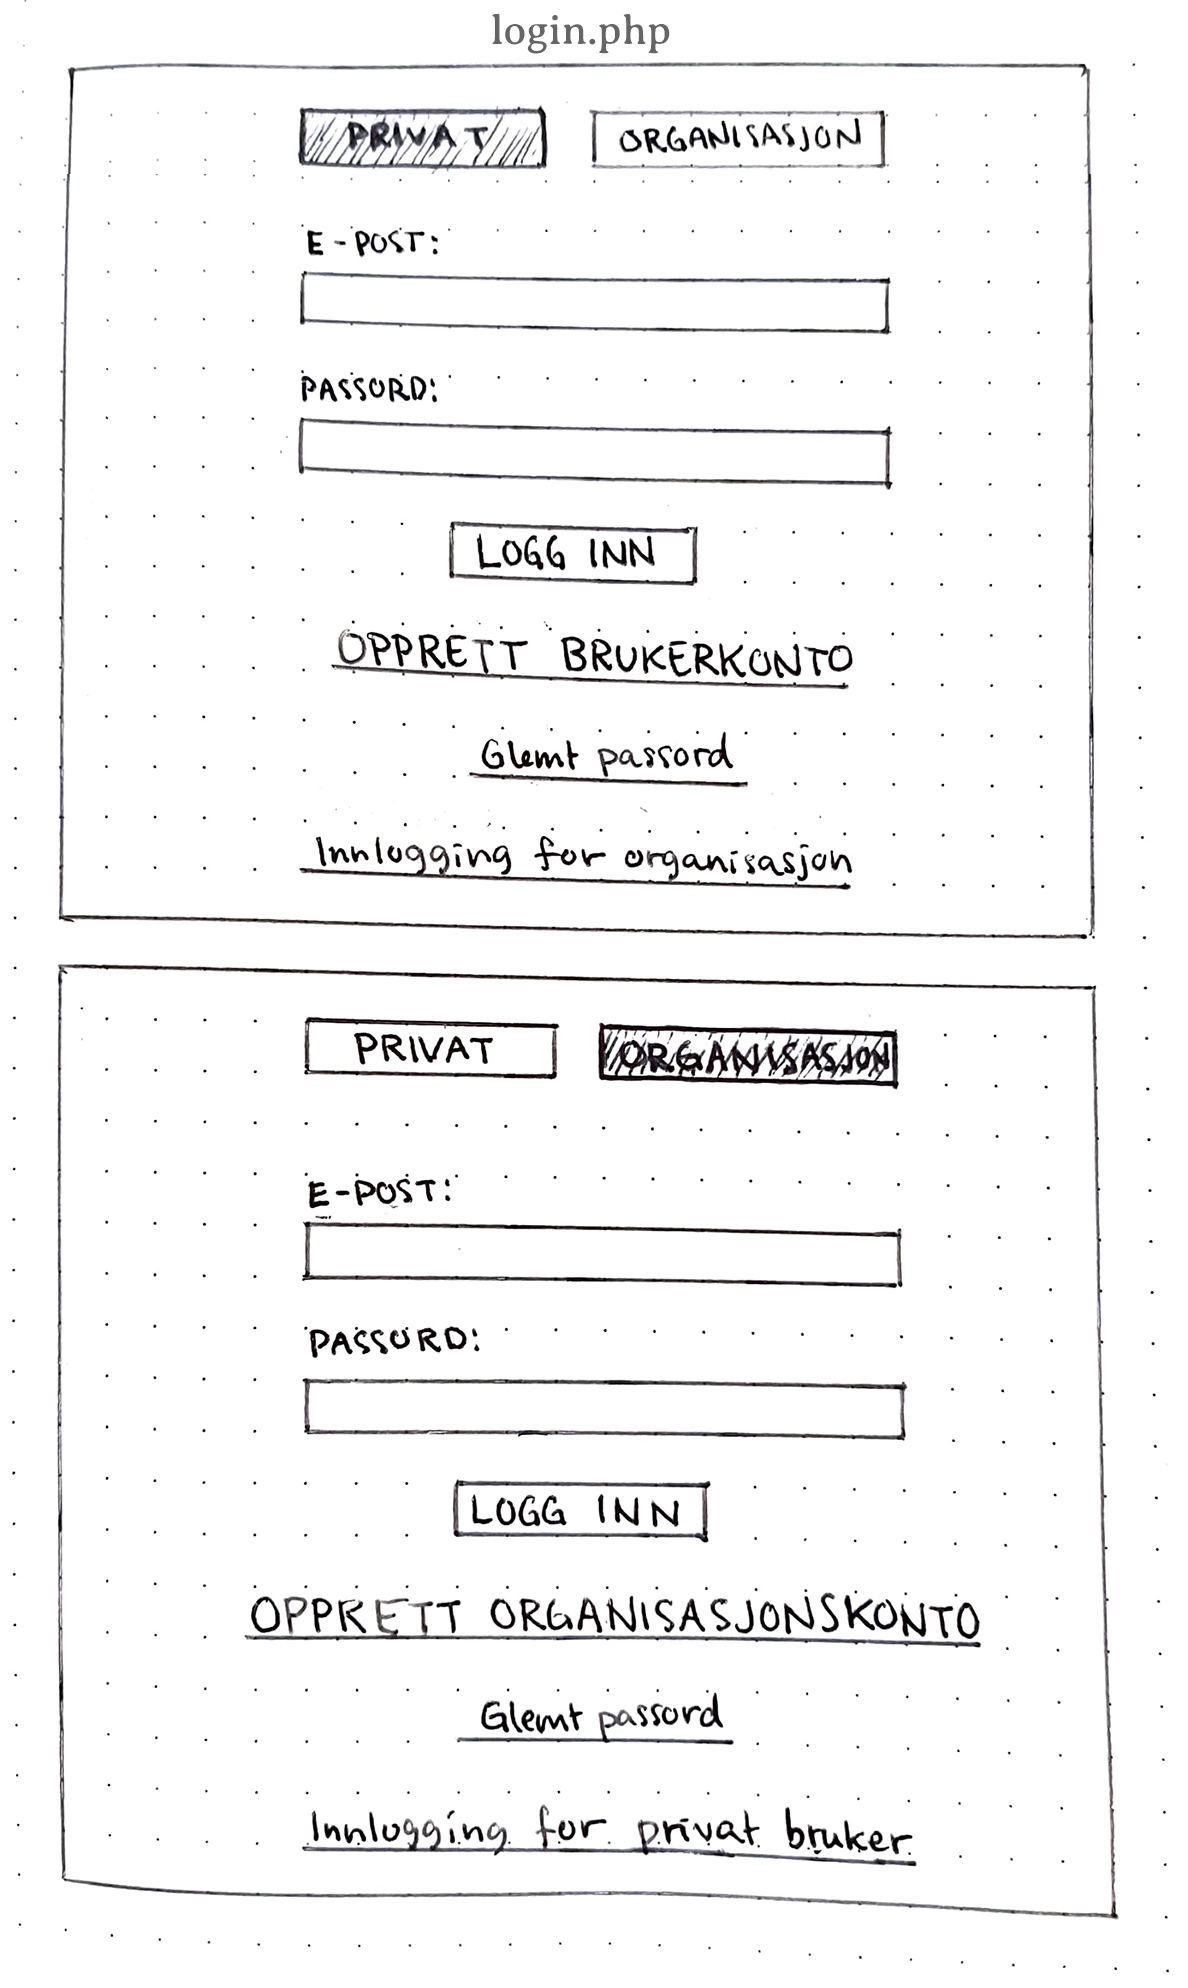 login.php
PRIVAT ORGANISASJON
E-POST:
PASSORD:
LOGG INN
OPPRETT BRUKERKONTO
Glemt passord
Innlogging for organisasjon
PRIVAT ORGANISASJON
E-POST:
PASSORD:
LOGG INN
OPPRETT ORGANISASJONSKONTO
Glemt passord
Innlogging for privat bruker